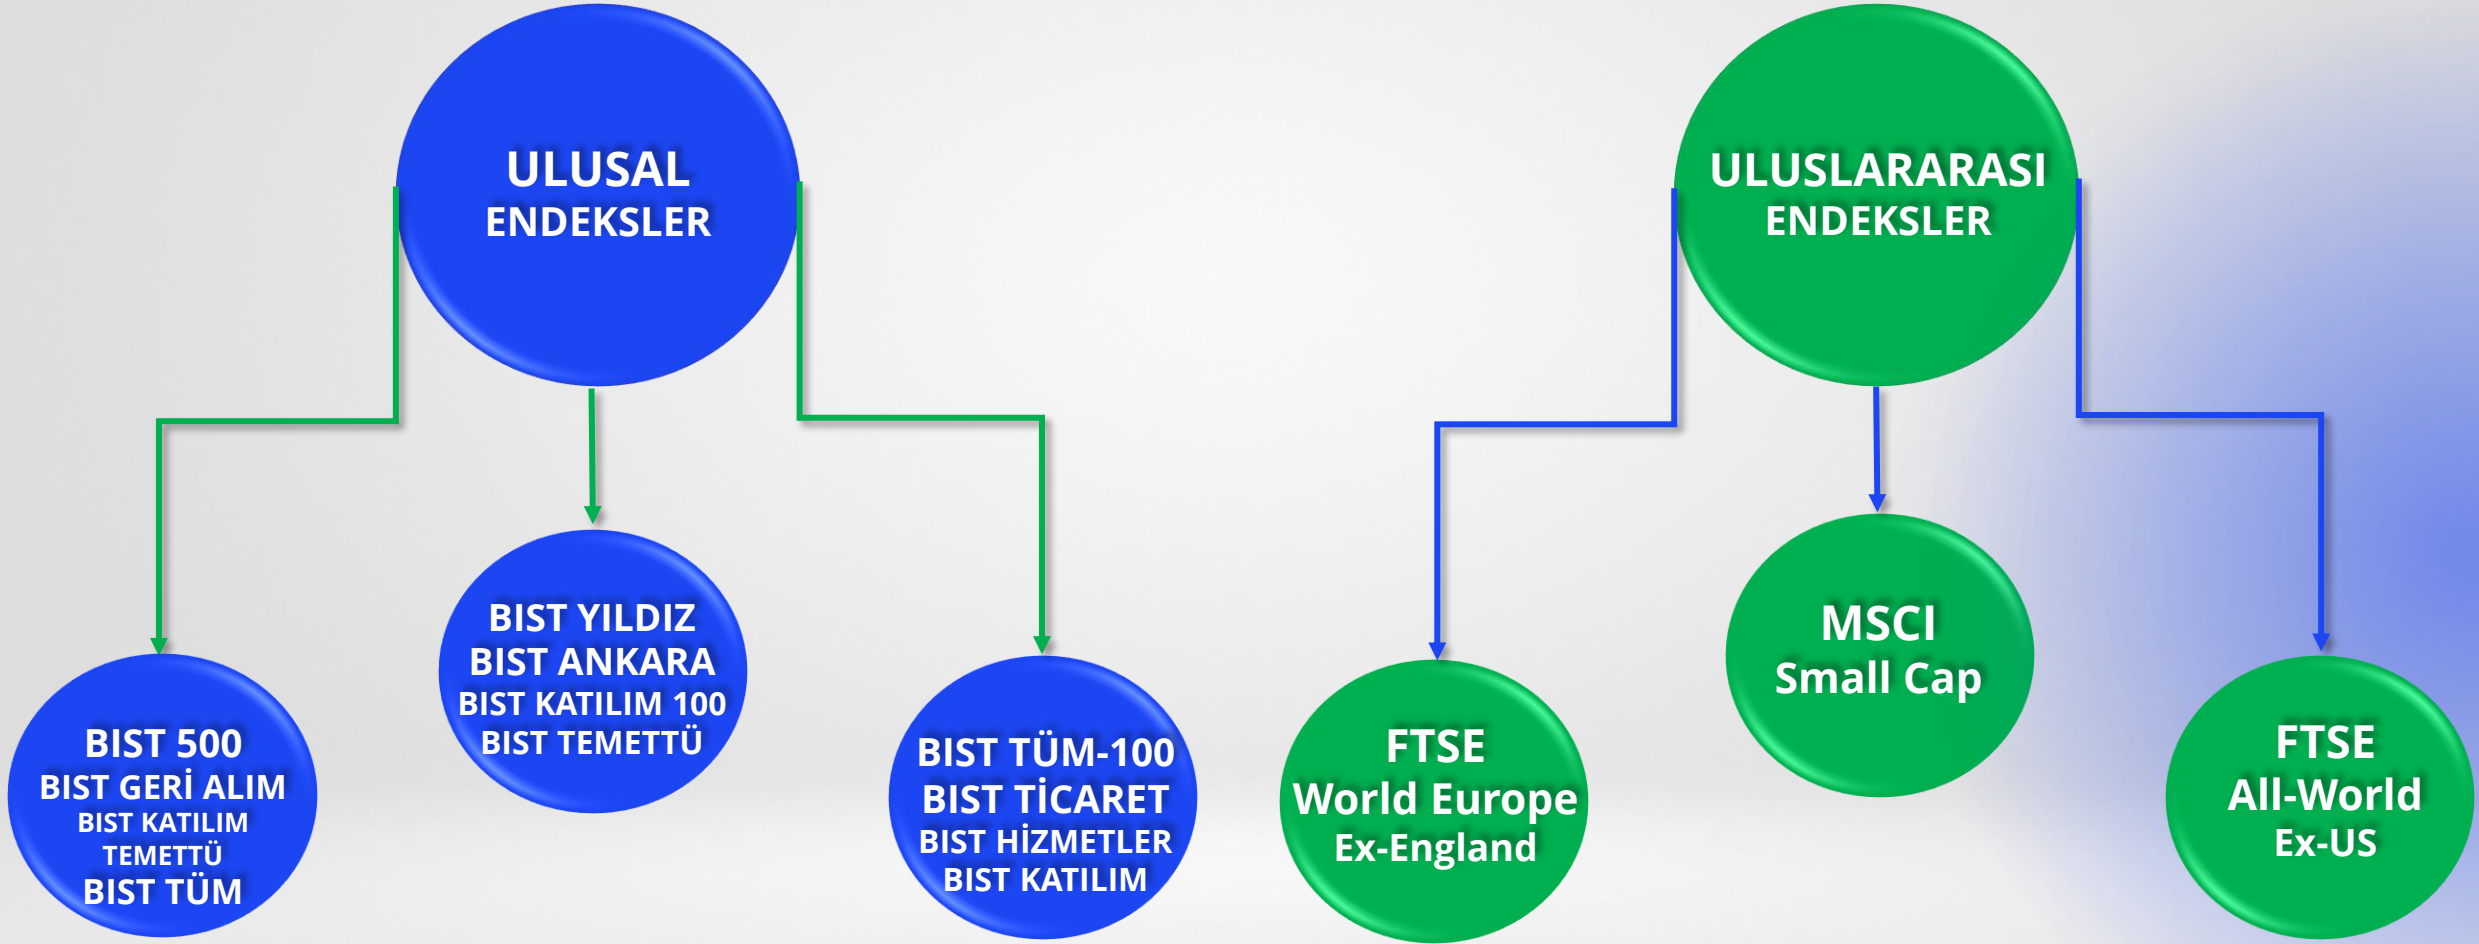 ULUSAL
ENDEKSLER
BIST 500
BIST GERİ ALIM
BIST KATILIM
TEMETTÜ
BIST TÜM
BIST YILDIZ
BIST ANKARA
BIST KATILIM 100
BIST TEMETTÜ
BIST TÜM-100
BIST TİCARET
BIST HİZMETLER
BIST KATILIM
ULUSLARARASI
ENDEKSLER
FTSE
World Europe
Ex-England
MSCI
Small Cap
FTSE
All-World
Ex-US